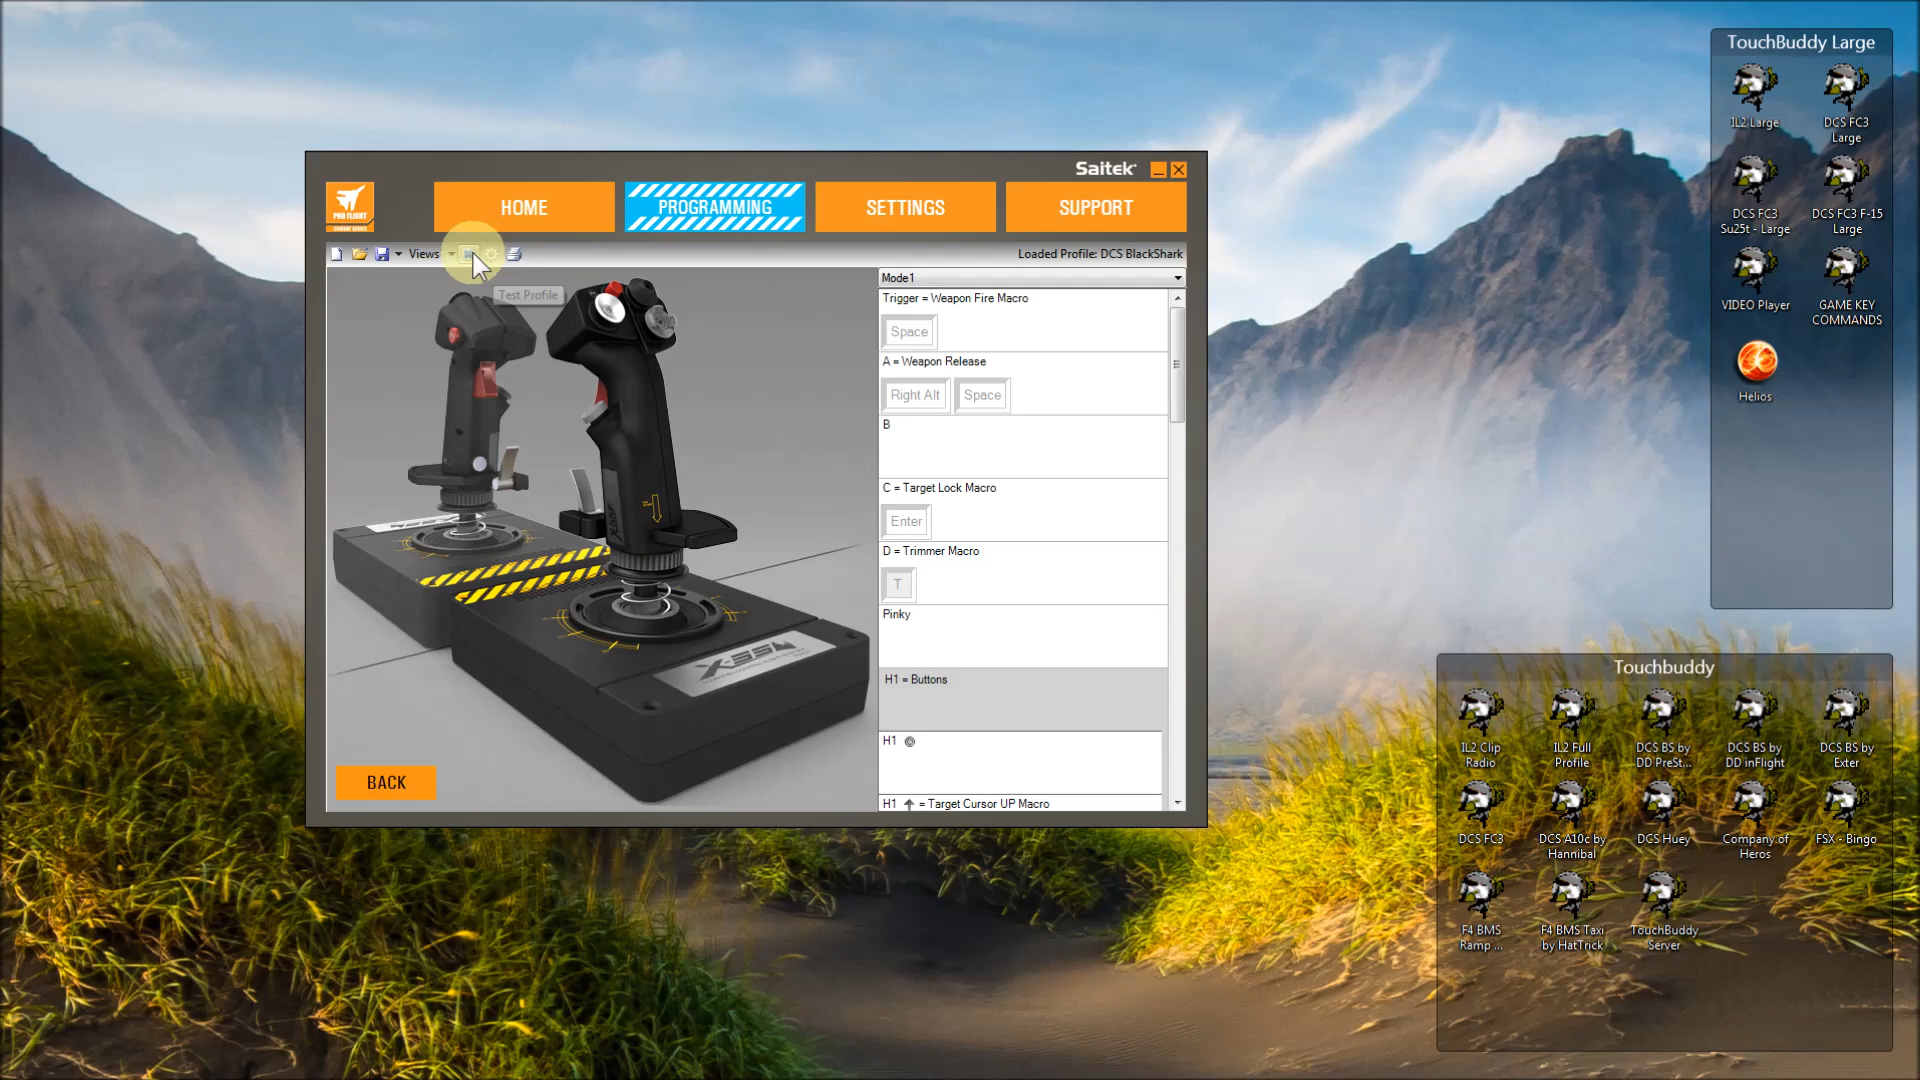 TouchBuddy Large
IL2 Large
DCS FC3
Large
DCS FC3
Su25t - Large
DCS FC3 F-15
Large
VIDEO Player
GAME KEY
COMMANDS
Helios
Saitek
PRO FLIGHT
COMBAT SERIES
HOME
PROGRAMMING
SETTINGS
SUPPORT
Views
Loaded Profile: DCS BlackShark
Test Profile
Mode1
Trigger = Weapon Fire Macro
Space
A = Weapon Release
Right Alt
Space
B
C = Target Lock Macro
Enter
D = Trimmer Macro
T
Pinky
H1 = Buttons
H1
H1 = Target Cursor UP Macro
X-55
BACK
Touchbuddy
IL2 Clip
Radio
IL2 Full
Profile
DCS BS by
DD PreSt...
DCS BS by
DD inFlight
DCS BS by
Exter
DCS FC3
DCS A10c by
Hannibal
DCS Huey
Company of
Heros
FSX - Bingo
F4 BMS
Ramp ...
F4 BMS Taxi
by HatTrick
TouchBuddy
Server